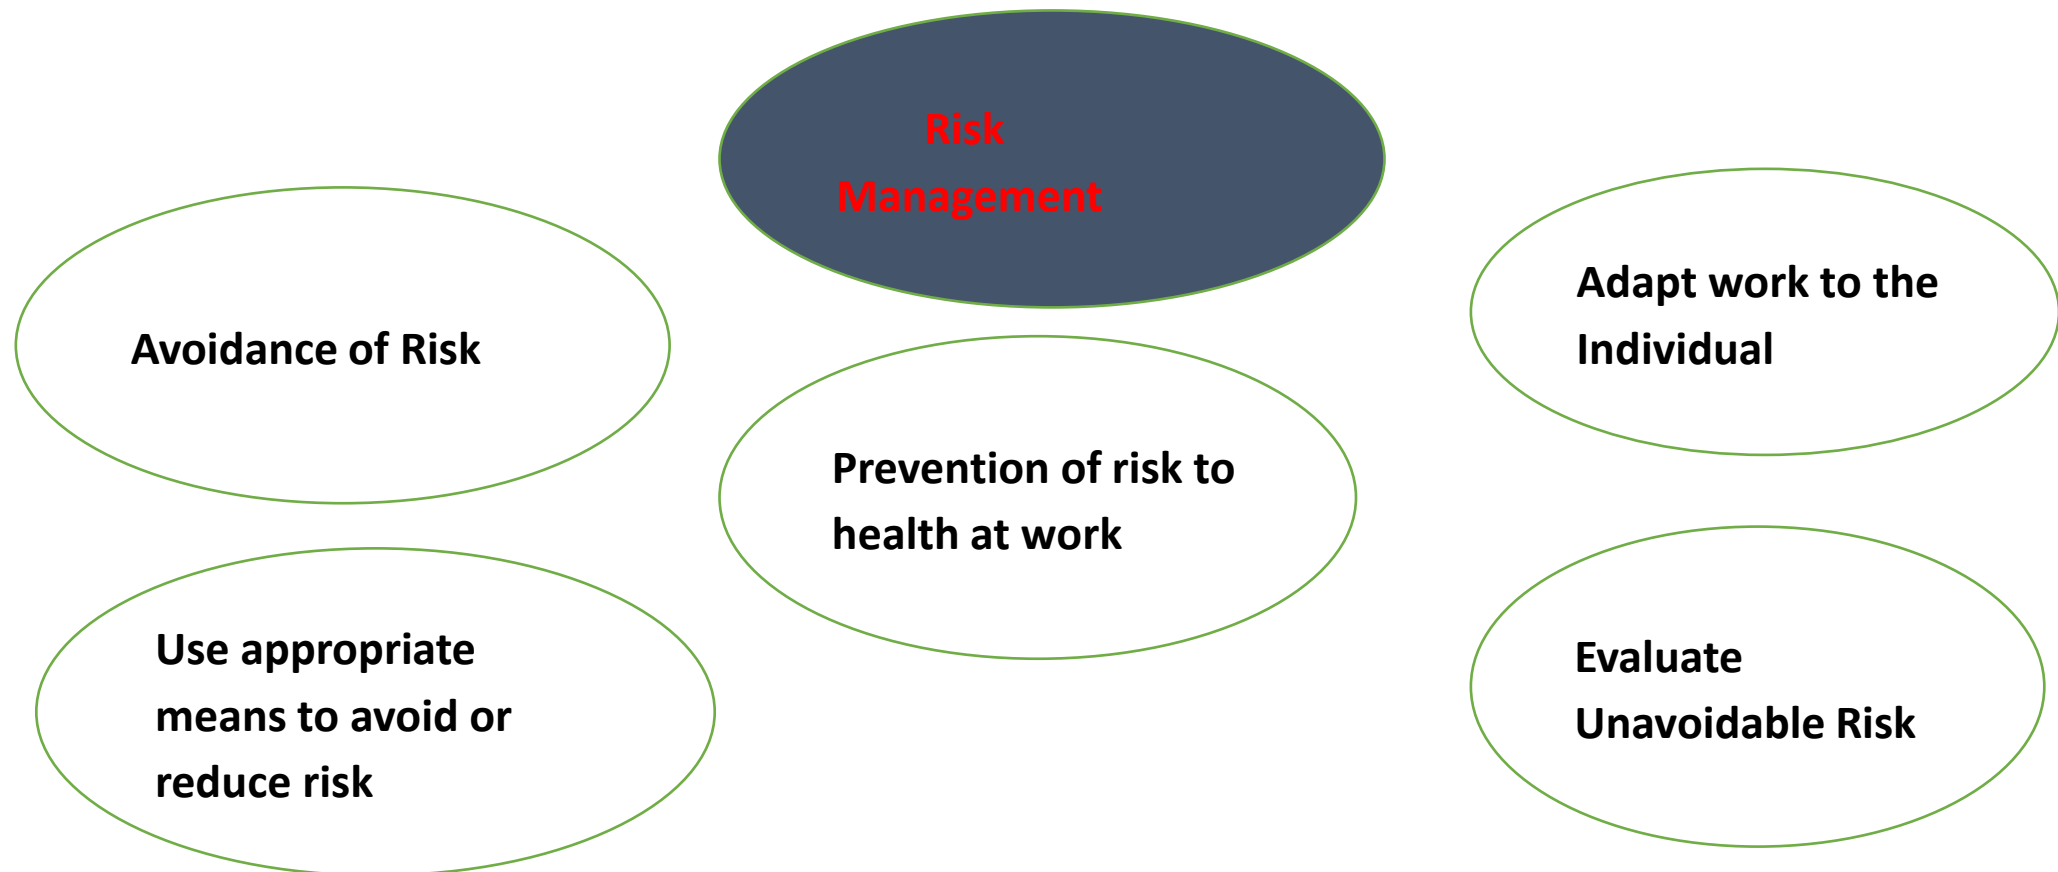 Risk
Management
Avoidance of Risk
Adapt work to the
Individual
Prevention of risk to
health at work
Use appropriate
means to avoid or
reduce risk
Evaluate
Unavoidable Risk